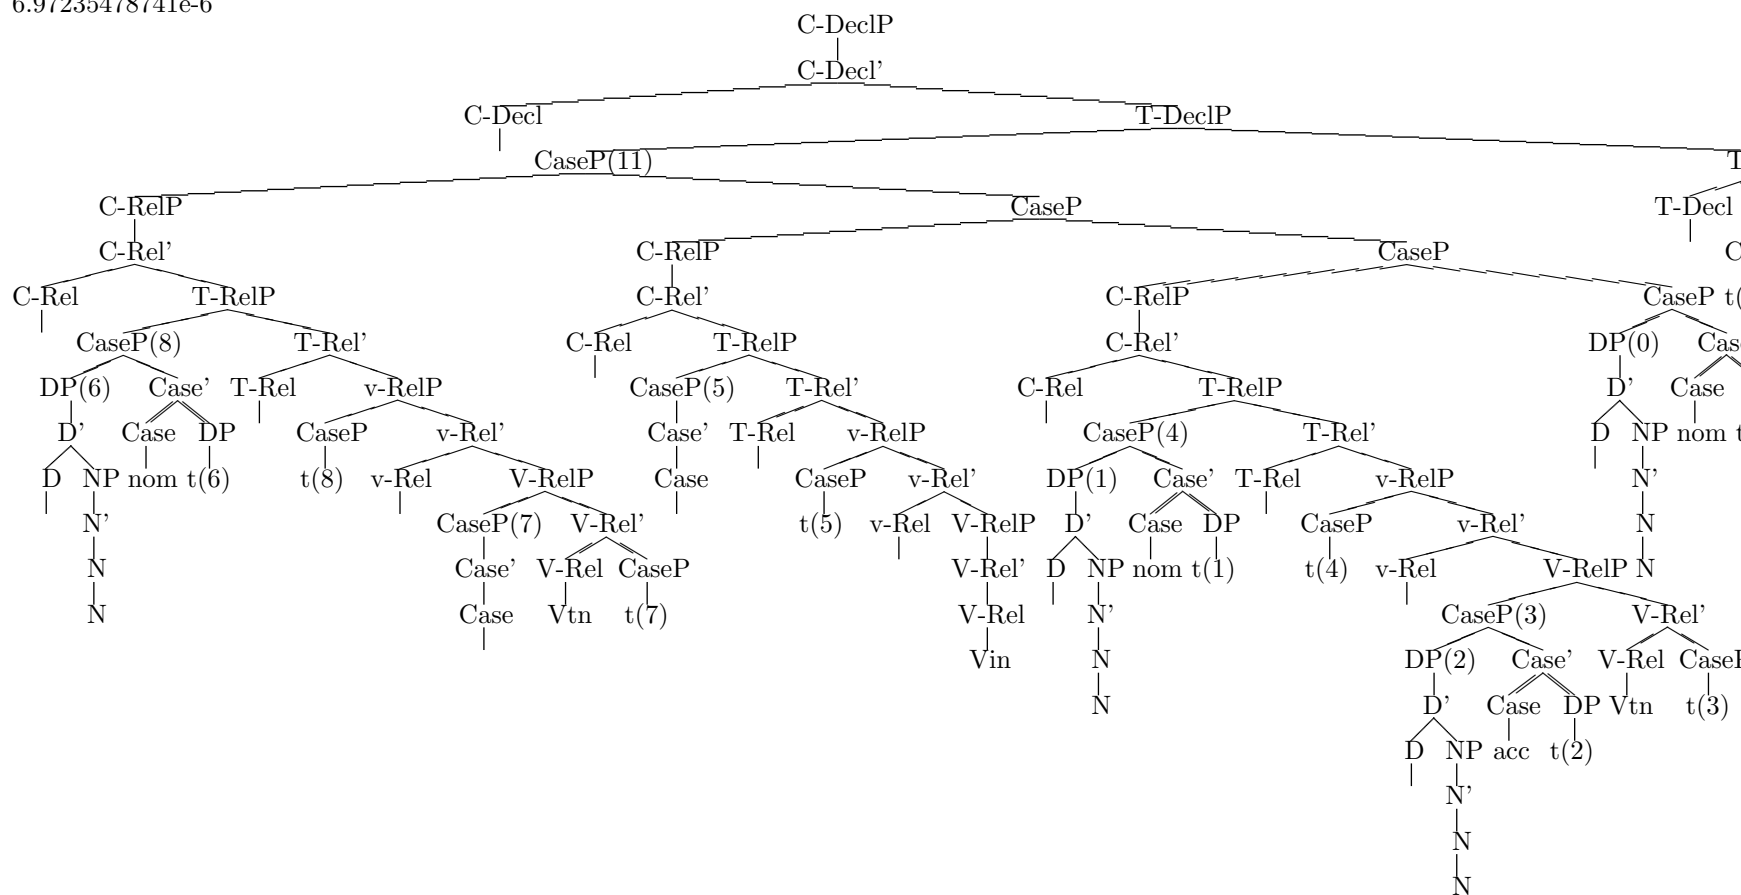 6.97235478741e-6
C-DeclP
C-Decl’
C-Decl T-DeclP
CaseP(11)
C-RelP CaseP T-Decl
C-Rel’ C-RelP CaseP
C-Rel T-RelP C-Rel’ C-RelP CaseP
CaseP(8) T-Rel’ C-Rel T-RelP C-Rel’ DP(0)
DP(6) Case’ T-Rel v-RelP CaseP(5) T-Rel’ C-Rel T-RelP D’ Case
D’ Case DP CaseP v-Rel’ Case’ T-Rel v-RelP CaseP(4) T-Rel’ D NP nom
D NP nom t(6) t(8) v-Rel V-RelP Case CaseP v-Rel’ DP(1) Case’ T-Rel v-RelP N’
N’ CaseP(7) V-Rel’ t(5) v-Rel V-RelP D’ Case DP CaseP v-Rel’ N
N Case’ V-Rel CaseP V-Rel’ D NP nom t(1) t(4) v-Rel V-RelP N
N Case Vtn t(7) V-Rel N’ CaseP(3) V-Rel’
Vin N DP(2) Case’ V-Rel
N D’ Case DP Vtn t(3)
D NP acc t(2)
N’
N
N